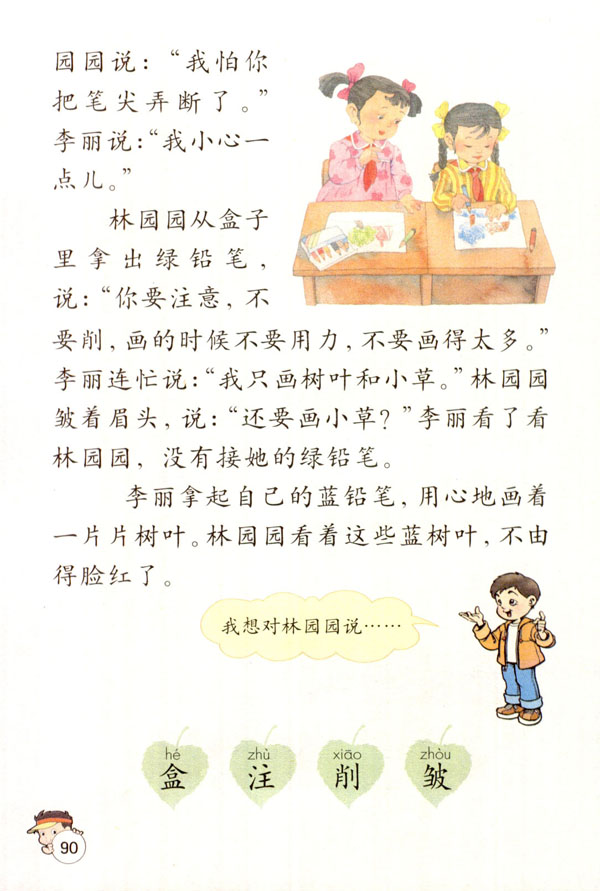 园园说：“我怕你
把笔尖弄断了。”
李丽说：“我小心一
点儿。”
林园园从盒子
里拿出绿铅笔，
说：“你要注意，不
要削，画的时候不要用力，不要画得太多。”
李丽连忙说：“我只画树叶和小草。”林园园
皱着眉头，说：“还要画小草？”李丽看了看
林园园，没有接她的绿铅笔。
李丽拿起自己的蓝铅笔，用心地画着
一片片树叶。林园园看着这些蓝树叶，不由
得脸红了。
我想对林园园说……
hé zhù xiāo zhòu
盒 注 削 皱
90